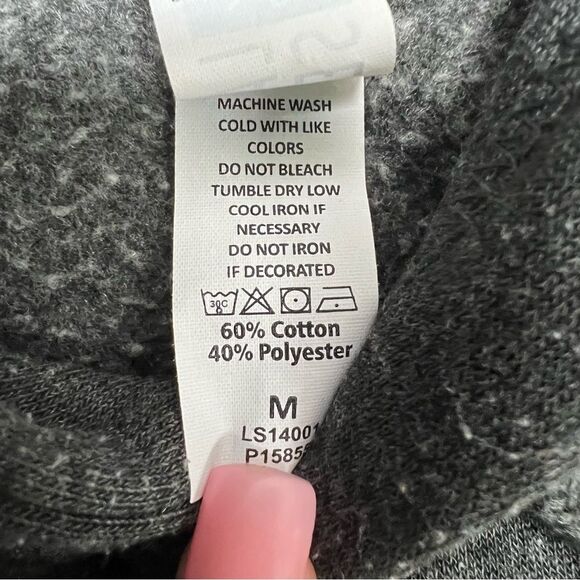 MACHINE WASH
COLD WITH LIKE
COLORS
DO NOT BLEACH
TUMBLE DRY LOW
COOL IRON IF
NECESSARY
DO NOT IRON
IF DECORATED
30C
60% Cotton
40% Polyester
M
LS14001